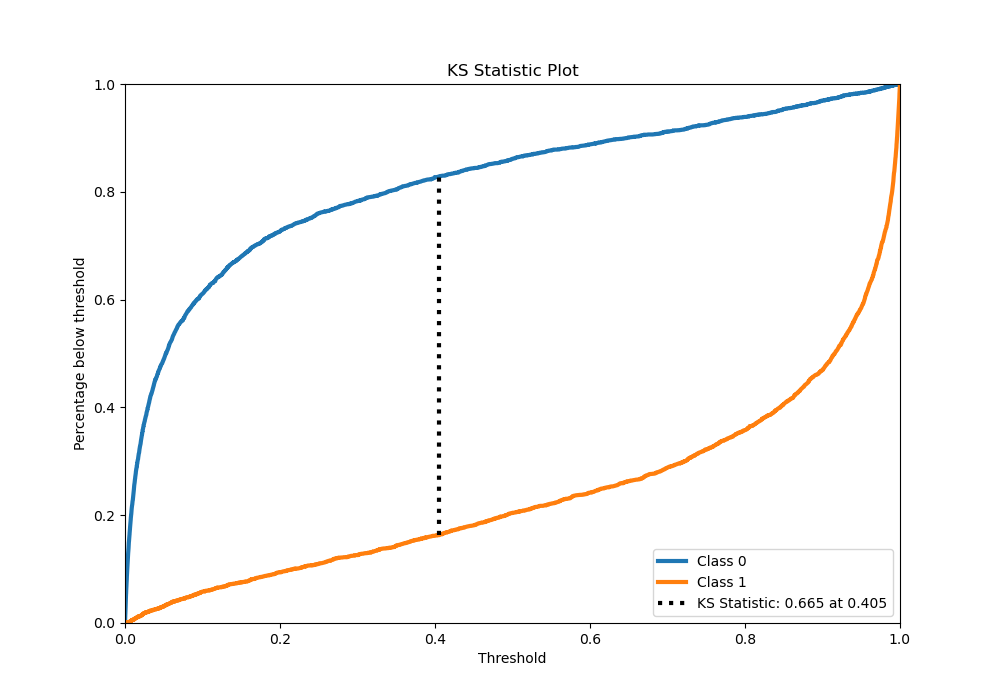 KS Statistic Plot
1.0
0.8
0.6
0.4
0.2
0.0
Percentage below threshold
0.0 0.2 0.4 0.6 0.8 1.0
Threshold
Class 0
Class 1
KS Statistic: 0.665 at 0.405